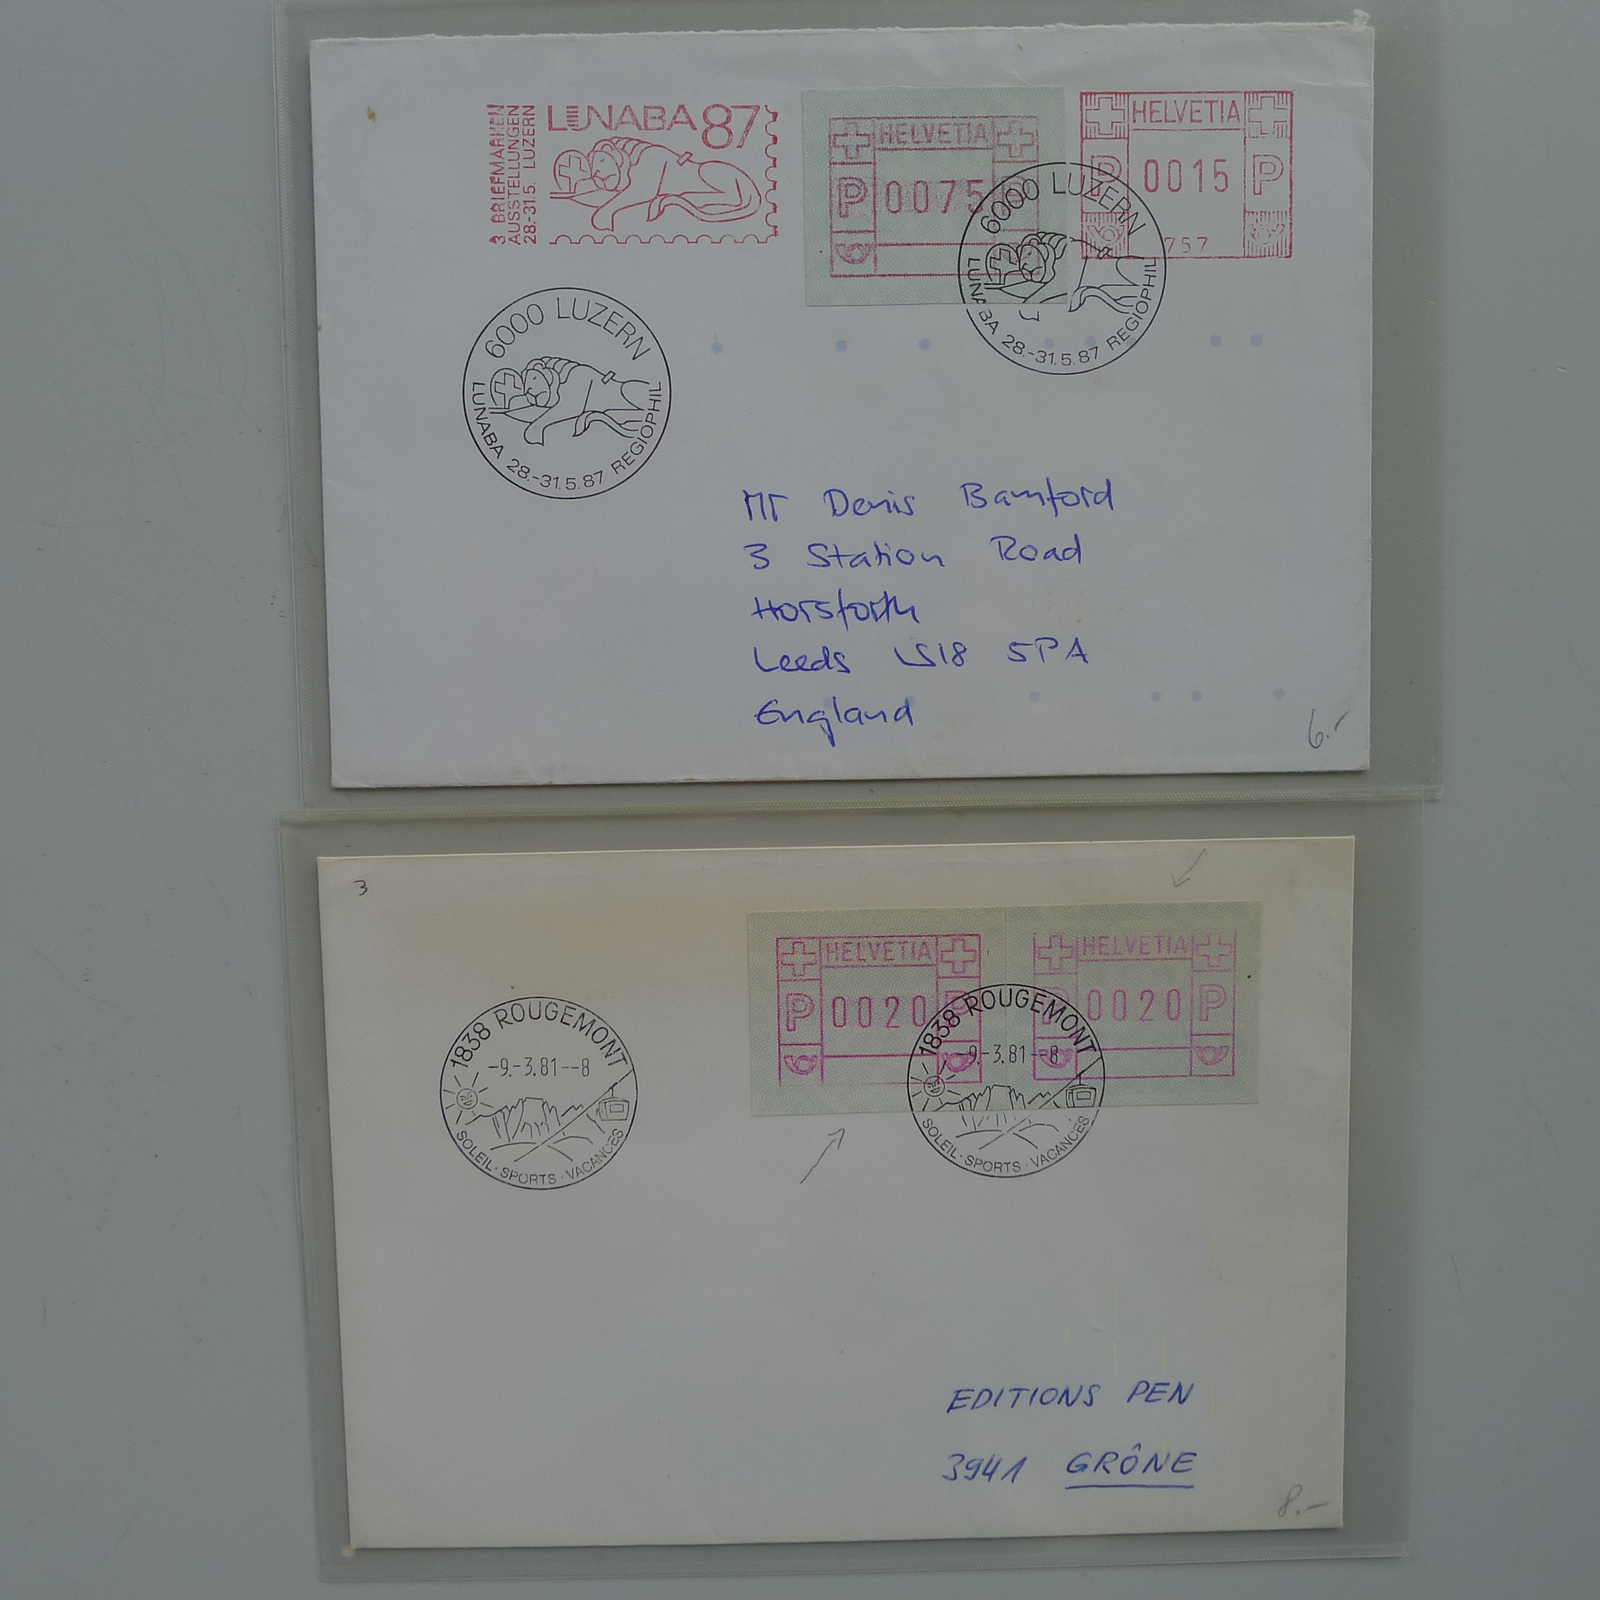 3 BRIEFMARKEN
AUSSTELLUNGEN
28.-31.5. LUZERN
LUNABA 87
HELVETIA
P 0075
HELVETIA
P 0015 P
757
6000 LUZERN
LUNABA 28.-31.5.87 REGIOPHIL
6000 LUZERN
LUNABA 28.-31.5.87 REGIOPHIL
Mr Denis Bamford
3 Station Road
Horsforth
Leeds LS18 5PA
England
6.-
3
HELVETIA
P 0020 P
HELVETIA
P 0020 P
1838 ROUGEMONT
-9.-3.81--8
SOLEIL · SPORTS · VACANCES
1838 ROUGEMONT
-9.-3.81--8
SOLEIL · SPORTS · VACANCES
EDITIONS PEN
3941 GRÔNE
8.-